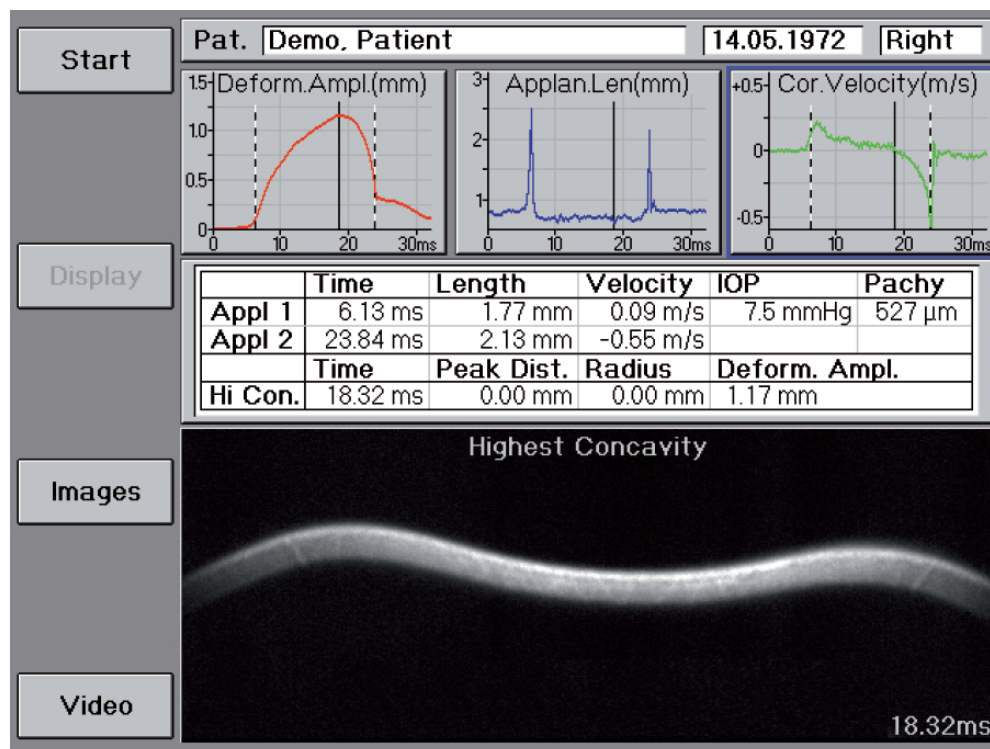 Start
Pat. Demo, Patient 14.05.1972 Right
1.5 Deform.Ampl.(mm)
1.0
0.5
0
0 10 20 30ms
3 Applan.Len(mm)
2
1
0 10 20 30ms
+0.5 Cor.Velocity(m/s)
0
-0.5
0 10 20 30ms
Display
Time Length Velocity IOP Pachy
Appl 1 6.13 ms 1.77 mm 0.09 m/s 7.5 mmHg 527 µm
Appl 2 23.84 ms 2.13 mm -0.55 m/s
Time Peak Dist. Radius Deform. Ampl.
Hi Con. 18.32 ms 0.00 mm 0.00 mm 1.17 mm
Highest Concavity
Images
Video
18.32ms